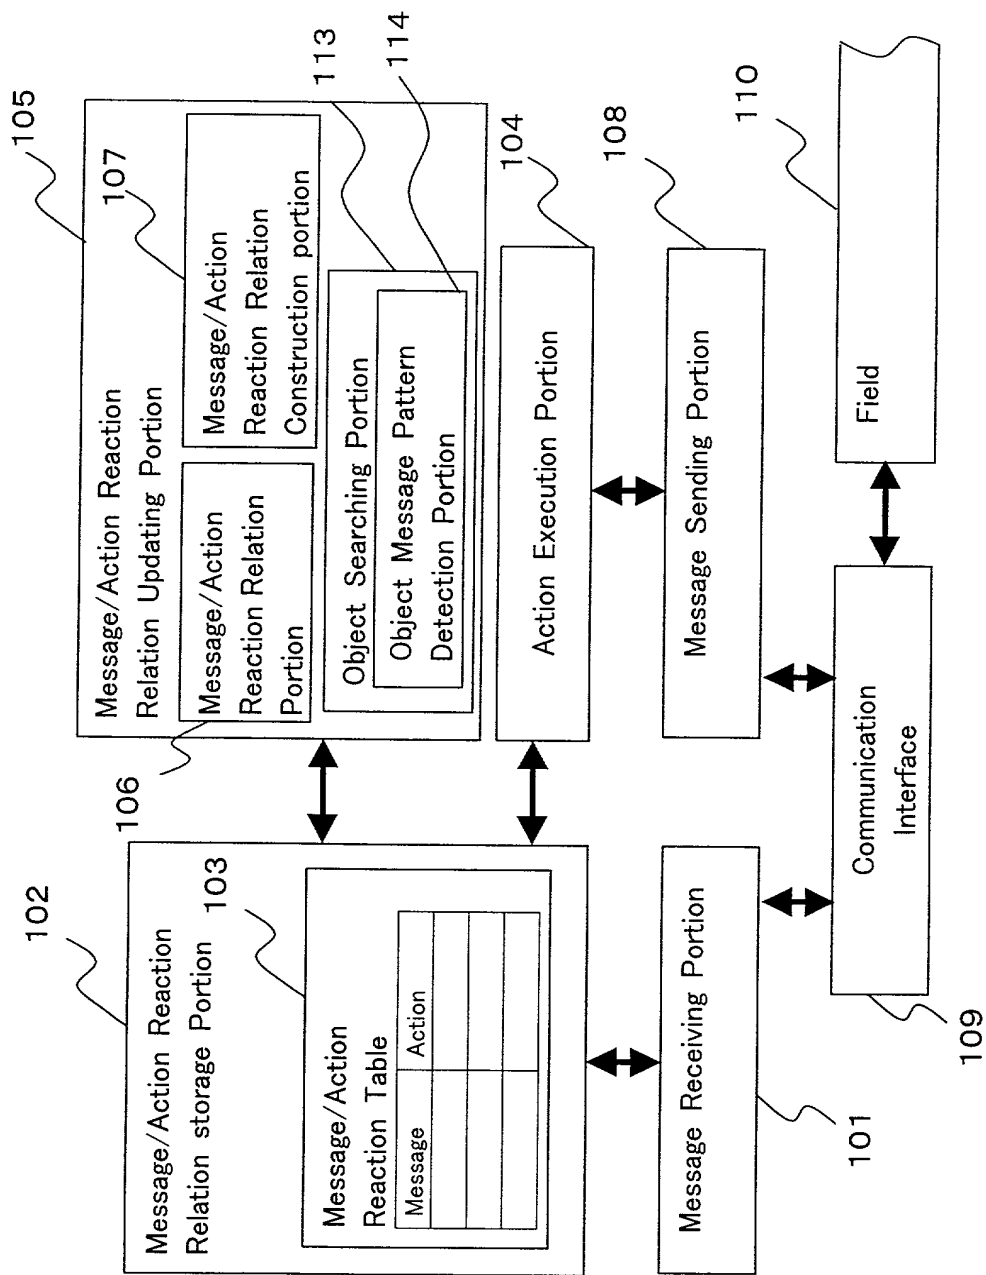 102
Message/Action Reaction
Relation storage Portion
103
Message/Action
Reaction Table
Message
Action
105
Message/Action Reaction
Relation Updating Portion
106
Message/Action
Reaction Relation
Portion
107
Message/Action
Reaction Relation
Construction portion
113
Object Searching Portion
114
Object Message Pattern
Detection Portion
104
Action Execution Portion
Message Receiving Portion
101
108
Message Sending Portion
Communication
Interface
109
110
Field